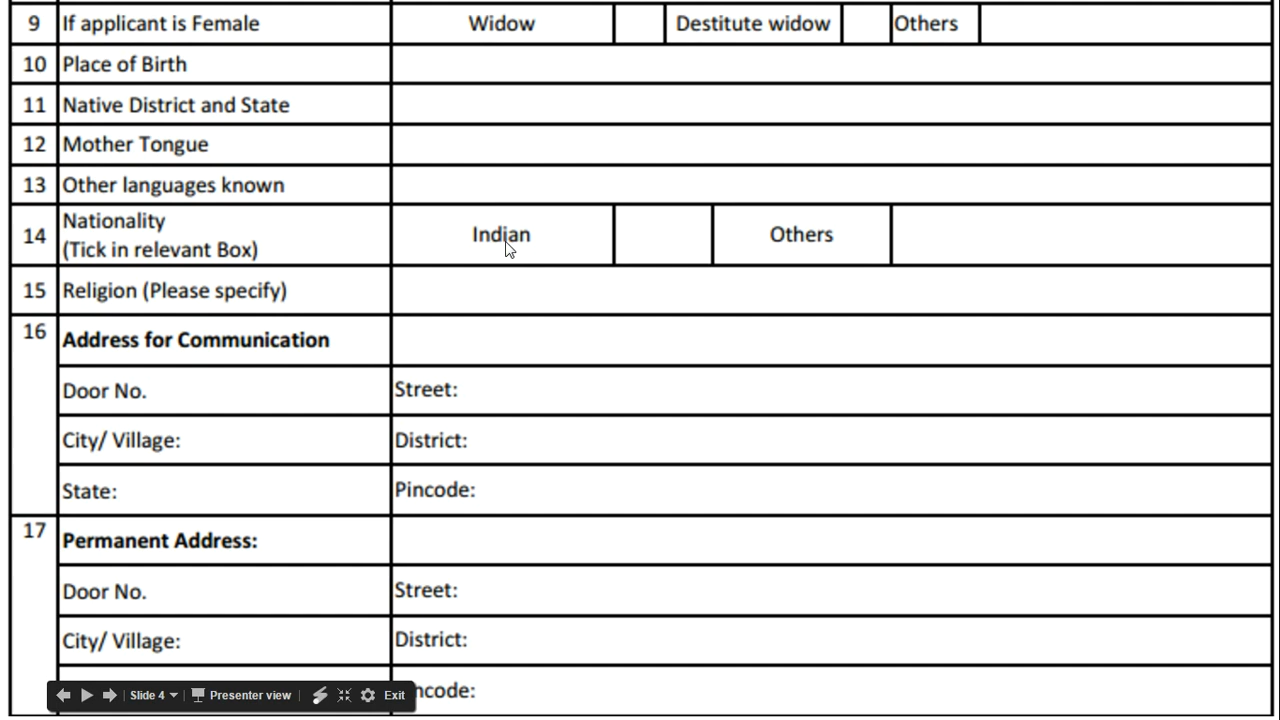 9 If applicant is Female Widow Destitute widow Others
10 Place of Birth
11 Native District and State
12 Mother Tongue
13 Other languages known
14 Nationality
(Tick in relevant Box) Indian Others
15 Religion (Please specify)
16 Address for Communication
Door No. Street:
City/ Village: District:
State: Pincode:
17 Permanent Address:
Door No. Street:
City/ Village: District:
ncode:
Slide 4 Presenter view Exit